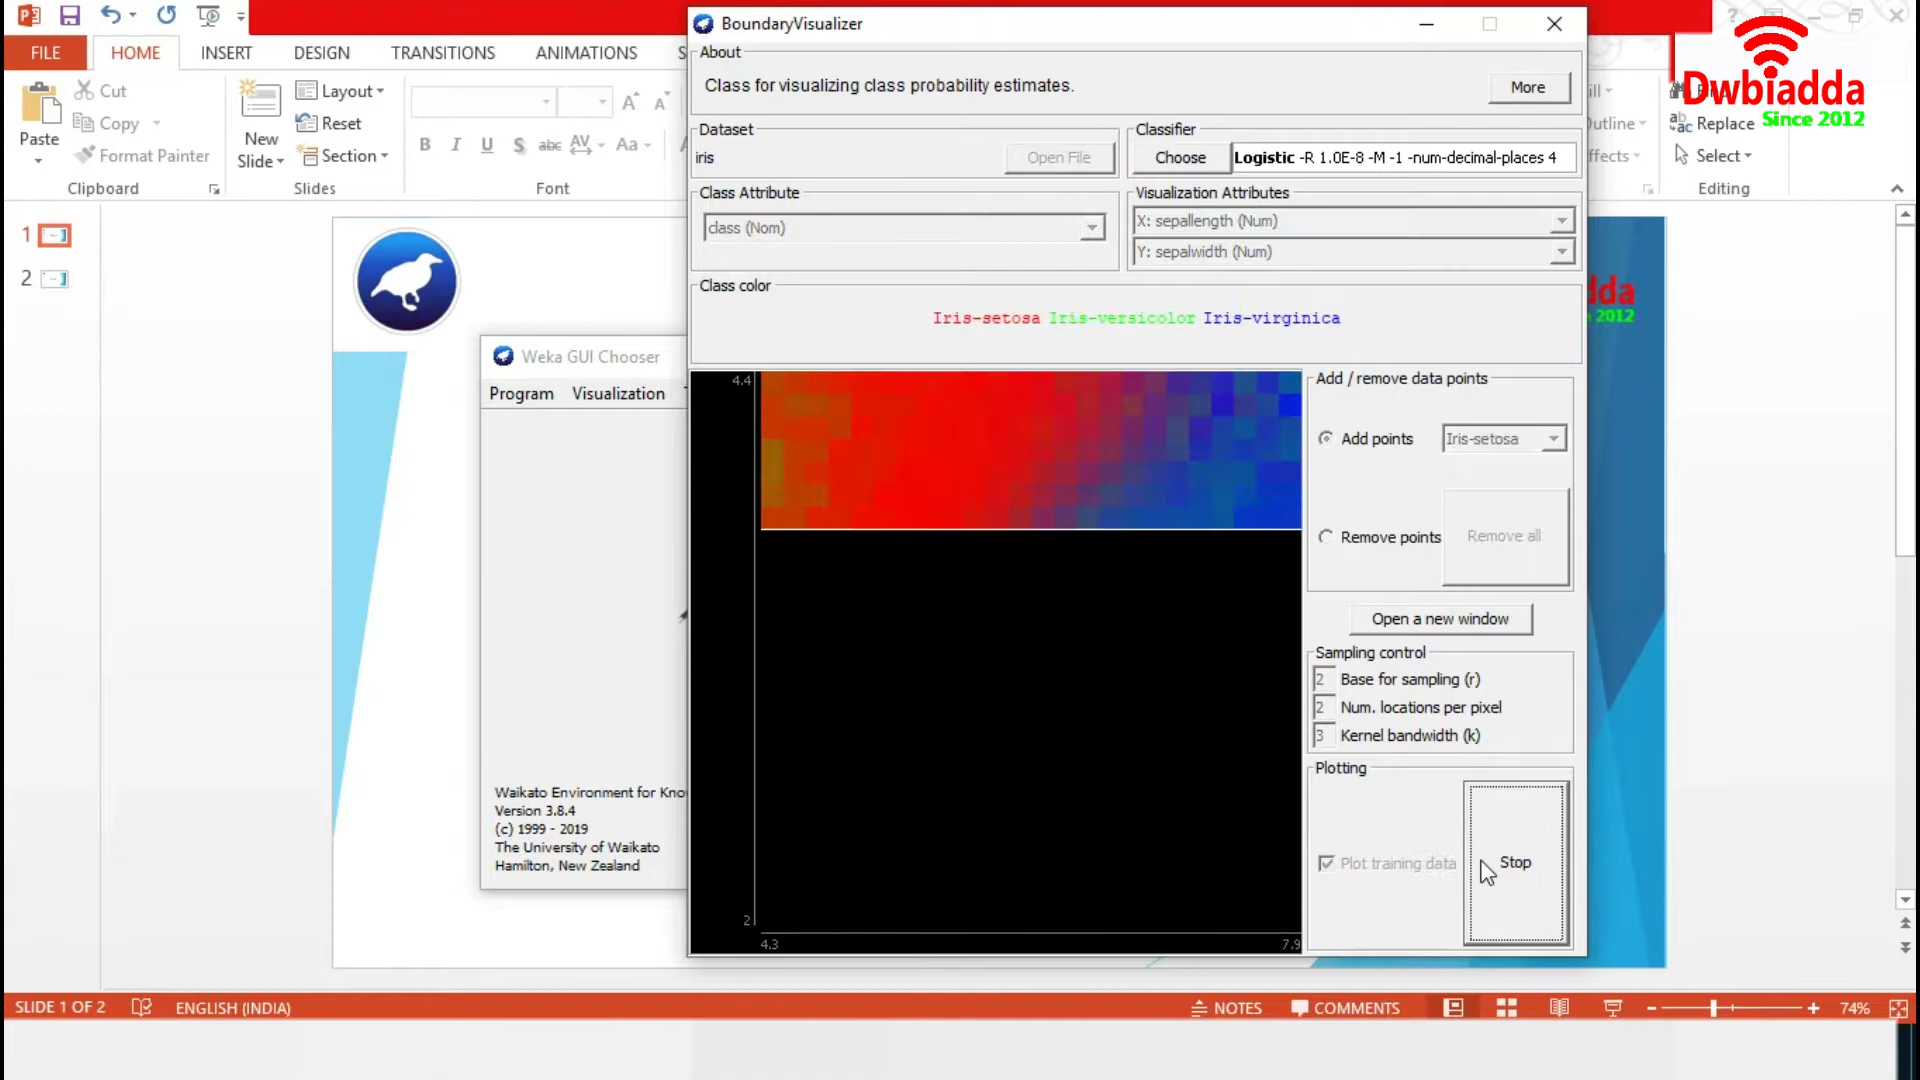 FILE
HOME
INSERT
DESIGN
TRANSITIONS
ANIMATIONS
Cut
Copy
Format Painter
Paste
Clipboard
New
Slide
Layout
Reset
Section
Slides
B I U S abc AV Aa
Font
Replace
Select
Editing
Dwbiadda
Since 2012
1
2
BoundaryVisualizer
About
Class for visualizing class probability estimates.
More
Dataset
iris
Open File
Classifier
Choose
Logistic -R 1.0E-8 -M -1 -num-decimal-places 4
Class Attribute
class (Nom)
Visualization Attributes
X: sepallength (Num)
Y: sepalwidth (Num)
Class color
Iris-setosa Iris-versicolor Iris-virginica
4.4
2
4.3
7.9
Add / remove data points
Add points
Iris-setosa
Remove points
Remove all
Open a new window
Sampling control
2 Base for sampling (r)
2 Num. locations per pixel
3 Kernel bandwidth (k)
Plotting
Plot training data
Stop
Weka GUI Chooser
Program Visualization
Waikato Environment for
Version 3.8.4
(c) 1999 - 2019
The University of Waikato
Hamilton, New Zealand
2012
SLIDE 1 OF 2
ENGLISH (INDIA)
NOTES
COMMENTS
74%